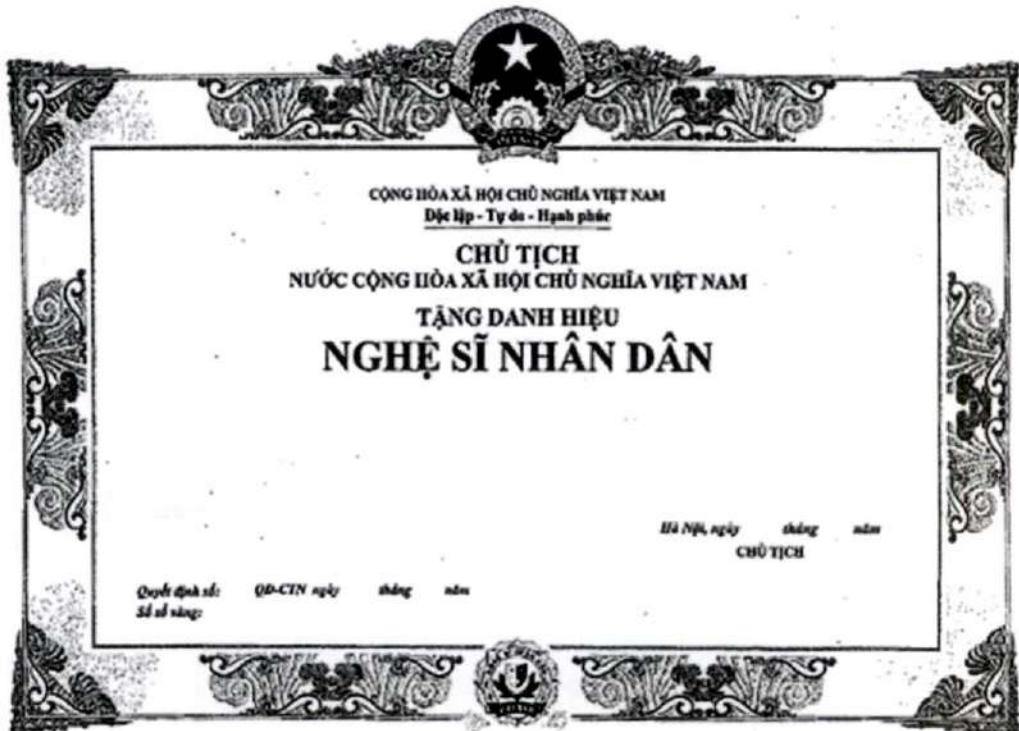 CỘNG HÒA XÃ HỘI CHỦ NGHĨA VIỆT NAM
Độc lập - Tự do - Hạnh phúc
CHỦ TỊCH
NƯỚC CỘNG HÒA XÃ HỘI CHỦ NGHĨA VIỆT NAM
TẶNG DANH HIỆU
NGHỆ SĨ NHÂN DÂN
Hà Nội, ngày tháng năm
CHỦ TỊCH
Quyết định số: QĐ-CTN ngày tháng năm
Số sổ vàng: